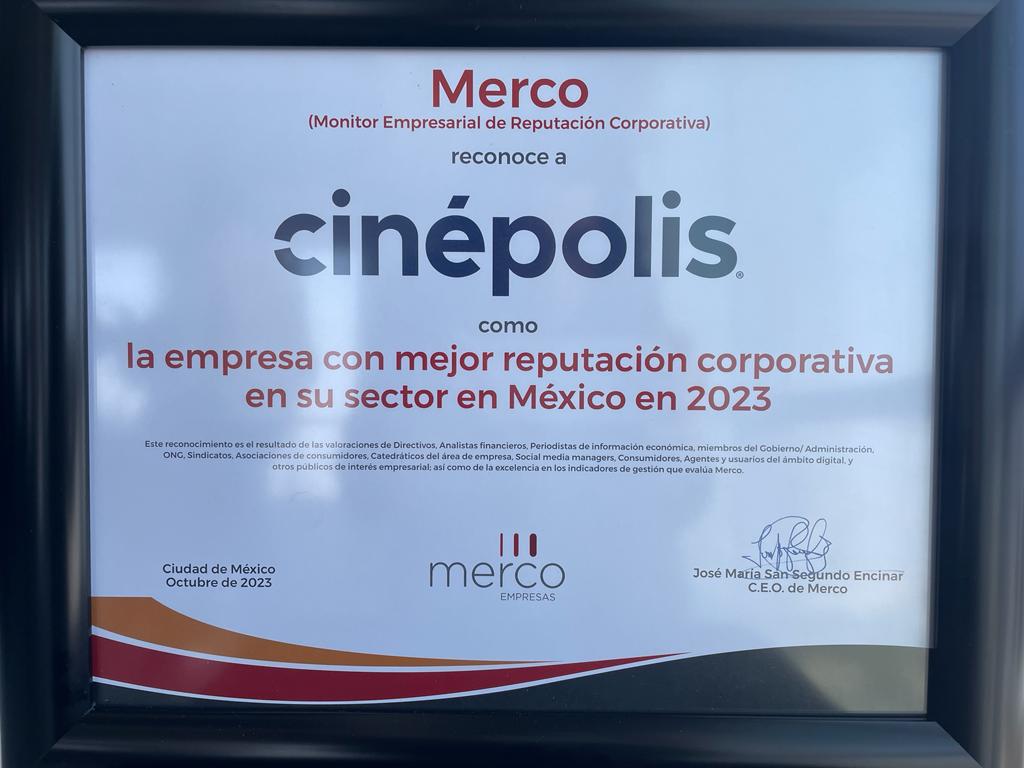 Merco
(Monitor Empresarial de Reputación Corporativa)
reconoce a
cinépolis®
como
la empresa con mejor reputación corporativa
en su sector en México en 2023
Este reconocimiento es el resultado de las valoraciones de Directivos, Analistas financieros, Periodistas de información económica, miembros del Gobierno/ Administración,
ONG, Sindicatos, Asociaciones de consumidores, Catedráticos del área de empresa, Social media managers, Consumidores, Agentes y usuarios del ámbito digital, y
otros públicos de interés empresarial; así como de la excelencia en los indicadores de gestión que evalúa Merco.
Ciudad de México
Octubre de 2023
merco
EMPRESAS
José María San Segundo Encinar
C.E.O. de Merco